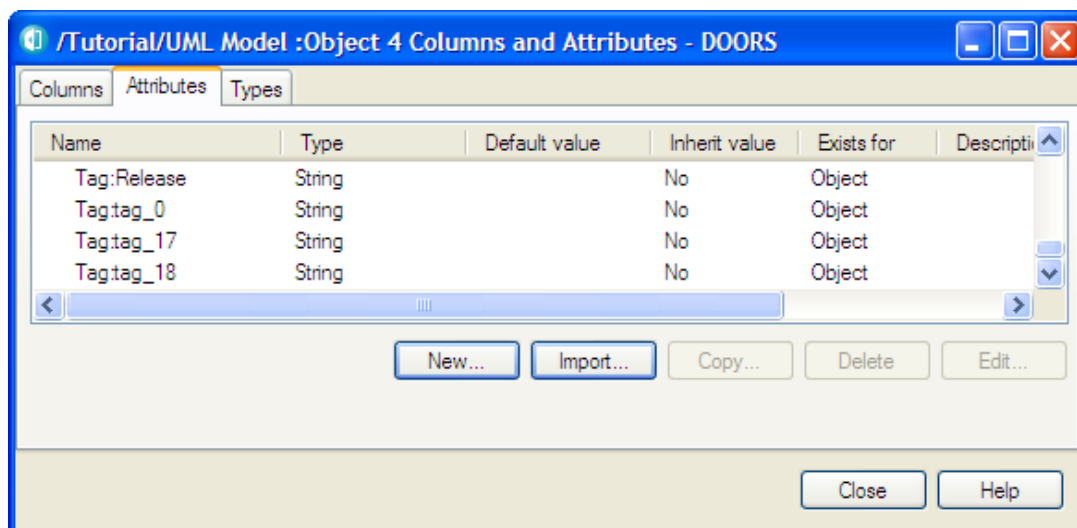 /Tutorial/UML Model :Object 4 Columns and Attributes - DOORS
Columns Attributes Types
Name Type Default value Inherit value Exists for Descripti
Tag:Release String No Object
Tag:tag_0 String No Object
Tag:tag_17 String No Object
Tag:tag_18 String No Object
New... Import... Copy... Delete Edit...
Close Help